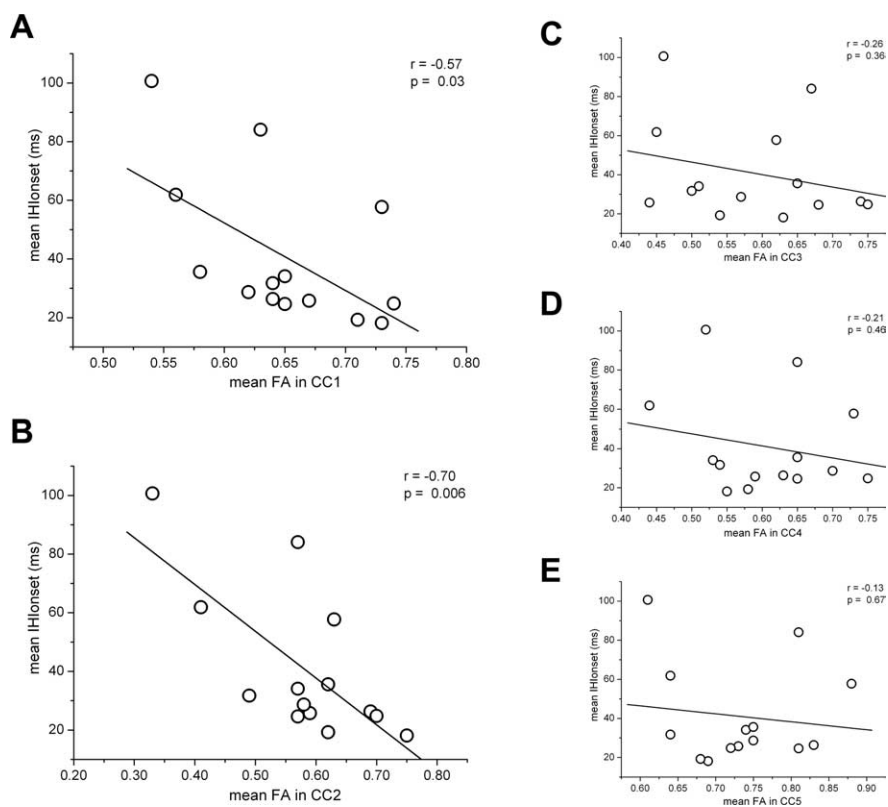 A
r = -0.57
p = 0.03
mean IHIonset (ms)
100
80
60
40
20
0.50 0.55 0.60 0.65 0.70 0.75 0.80
mean FA in CC1
B
r = -0.70
p = 0.006
mean IHIonset (ms)
100
80
60
40
20
0.20 0.30 0.40 0.50 0.60 0.70 0.80
mean FA in CC2
C
r = -0.26
p = 0.36
mean IHIonset (ms)
100
80
60
40
20
0.40 0.45 0.50 0.55 0.60 0.65 0.70 0.75
mean FA in CC3
D
r = -0.21
p = 0.46
mean IHIonset (ms)
100
80
60
40
20
0.40 0.45 0.50 0.55 0.60 0.65 0.70 0.75
mean FA in CC4
E
r = -0.13
p = 0.67
mean IHIonset (ms)
100
80
60
40
20
0.60 0.65 0.70 0.75 0.80 0.85 0.90
mean FA in CC5